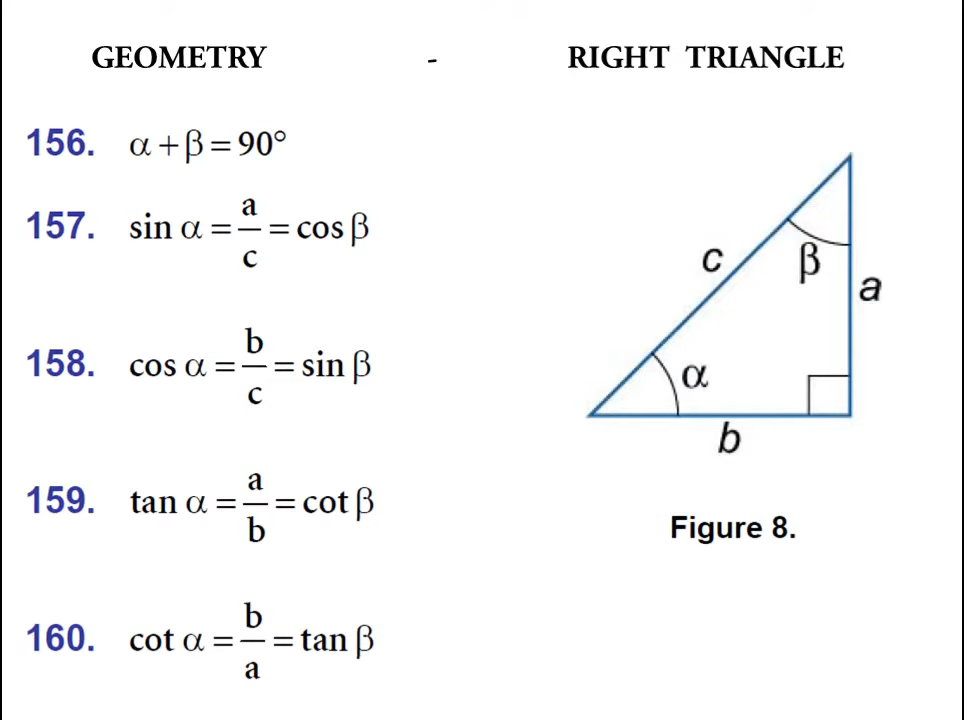 GEOMETRY - RIGHT TRIANGLE
156. α + β = 90°
157. sin α = a/c = cos β
158. cos α = b/c = sin β
159. tan α = a/b = cot β
160. cot α = b/a = tan β
c
β
a
α
b
Figure 8.